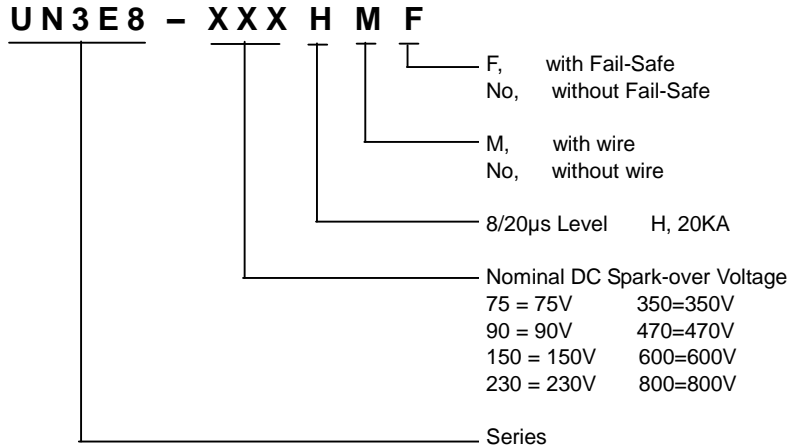 UN3E8 – XXX H M F
F, with Fail-Safe
No, without Fail-Safe
M, with wire
No, without wire
8/20µs Level H, 20KA
Nominal DC Spark-over Voltage
75 = 75V 350=350V
90 = 90V 470=470V
150 = 150V 600=600V
230 = 230V 800=800V
Series